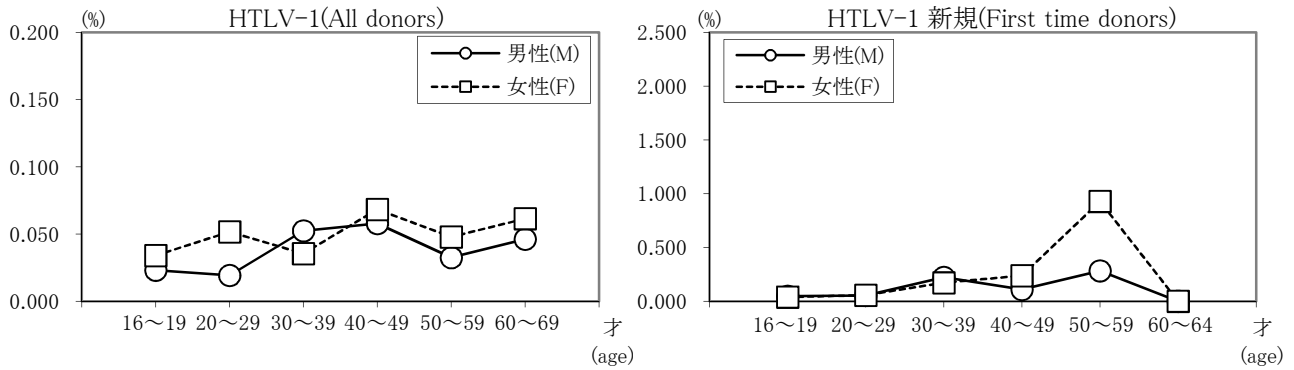 HTLV-1(All donors)
(%)
0.200
0.150
0.100
0.050
0.000
男性(M)
女性(F)
16～19 20～29 30～39 40～49 50～59 60～69 才
(age)
HTLV-1 新規(First time donors)
(%)
2.500
2.000
1.500
1.000
0.500
0.000
男性(M)
女性(F)
16～19 20～29 30～39 40～49 50～59 60～64 才
(age)